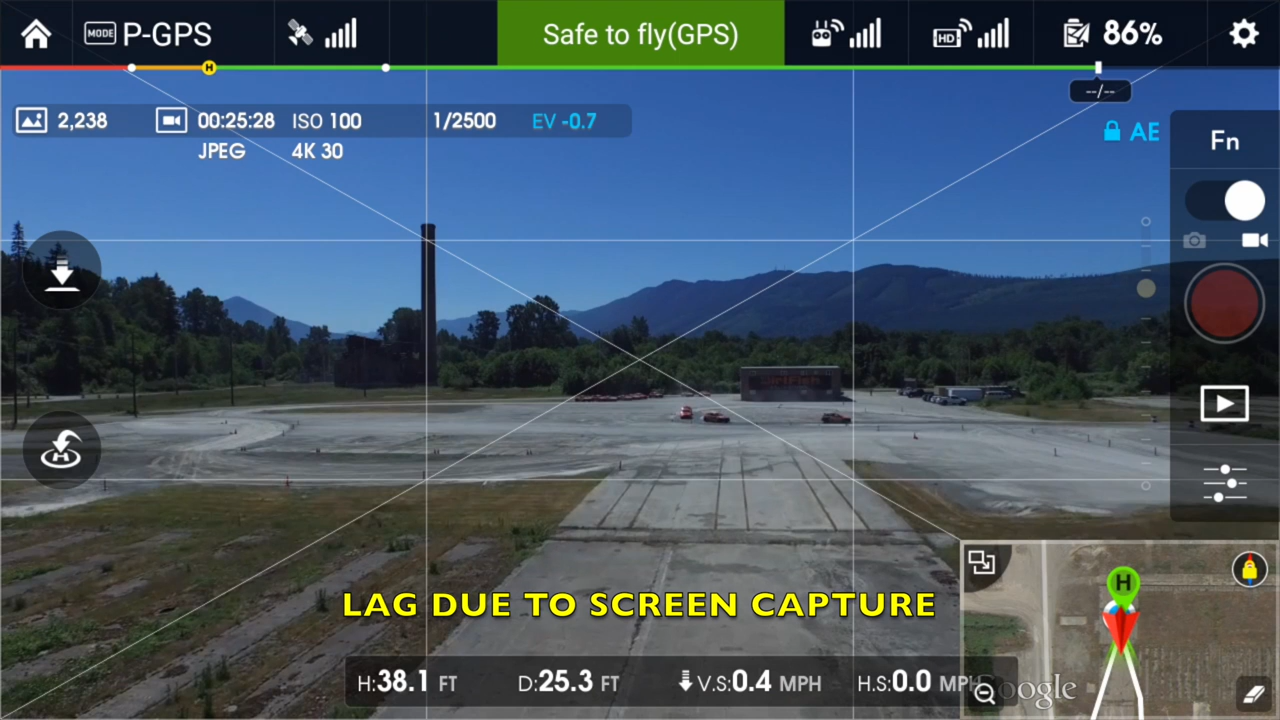 MODE P-GPS Safe to fly(GPS) HD 86%
H
--/--
2,238 00:25:28 ISO 100 1/2500 EV -0.7
JPEG 4K 30
AE
Fn
DirtFish
H
H
LAG DUE TO SCREEN CAPTURE
H:38.1 FT D:25.3 FT V.S:0.4 MPH H.S:0.0 MPH
Google